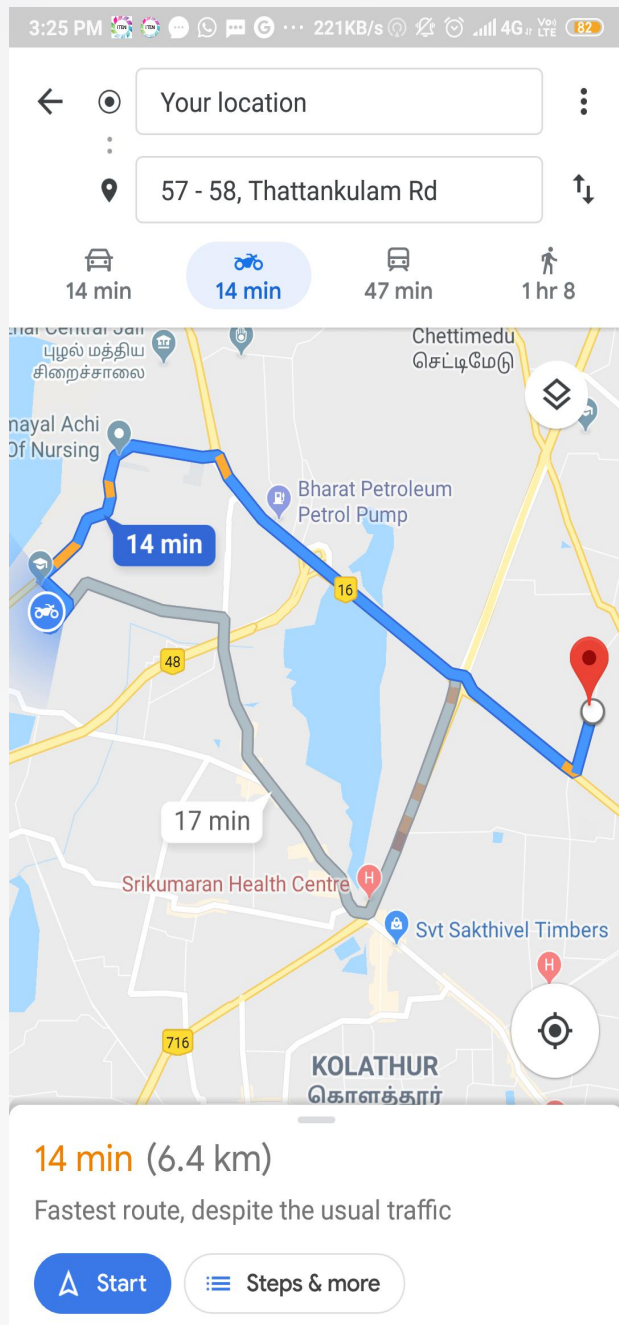 3:25 PM 221KB/s 4G VoLTE 82
Your location
57 - 58, Thattankulam Rd
14 min 14 min 47 min 1 hr 8
புழல் மத்திய
சிறைச்சாலை
Chettimedu
செட்டிமேடு
mayal Achi
Of Nursing
Bharat Petroleum
Petrol Pump
14 min
16
48
17 min
Srikumaran Health Centre
H
Svt Sakthivel Timbers
H
716
KOLATHUR
கொளத்தூர்
14 min (6.4 km)
Fastest route, despite the usual traffic
Start Steps & more